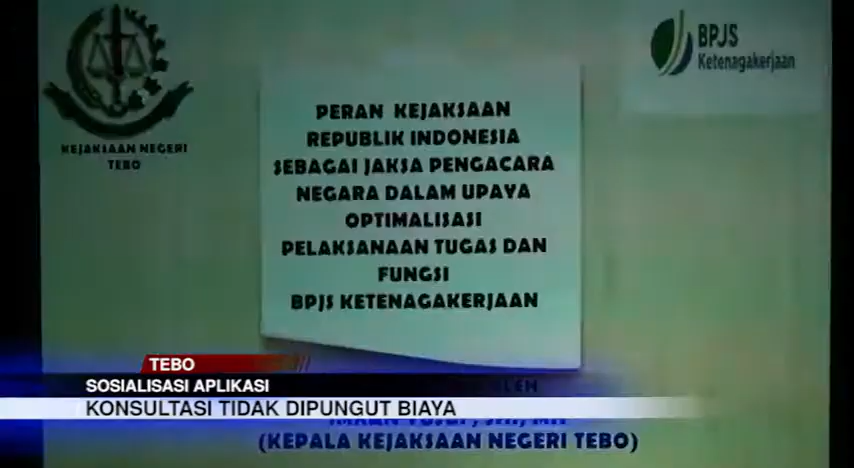 KEJAKSAAN NEGERI
TEBO
BPJS
Ketenagakerjaan
PERAN KEJAKSAAN
REPUBLIK INDONESIA
SEBAGAI JAKSA PENGACARA
NEGARA DALAM UPAYA
OPTIMALISASI
PELAKSANAAN TUGAS DAN
FUNGSI
BPJS KETENAGAKERJAAN
TEBO
SOSIALISASI APLIKASI
KONSULTASI TIDAK DIPUNGUT BIAYA
(KEPALA KEJAKSAAN NEGERI TEBO)